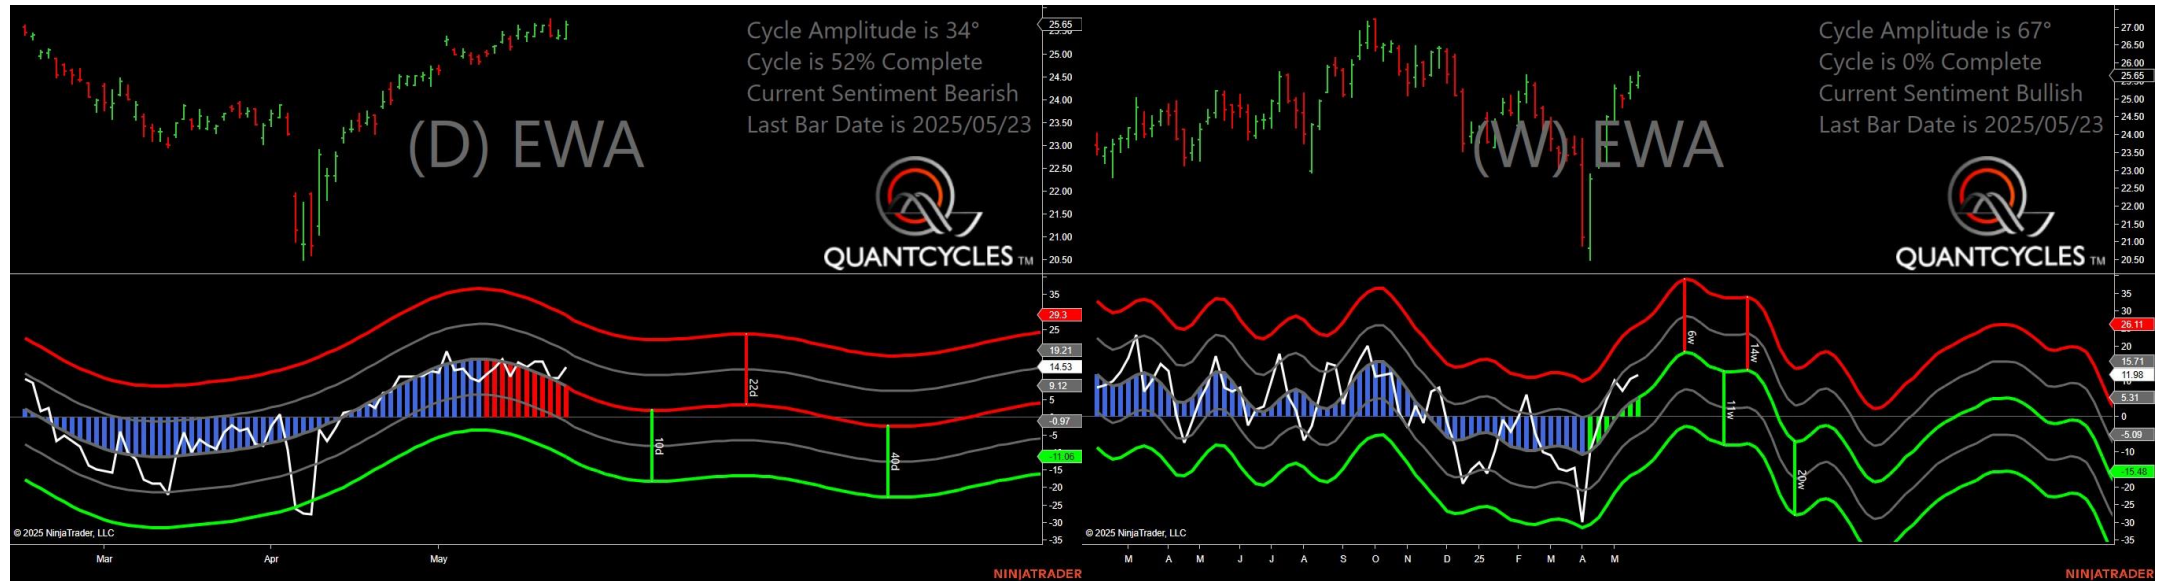 Cycle Amplitude is 34°
Cycle is 52% Complete
Current Sentiment Bearish
Last Bar Date is 2025/05/23
(D) EWA
QUANTCYCLES TM
25.65
25.00
24.50
24.00
23.50
23.00
22.50
22.00
21.50
21.00
20.50
35
29.3
25
19.21
14.53
9.12
5
-0.97
-5
-11.06
-15
-20
-25
-30
-35
22d
10d
40d
© 2025 NinjaTrader, LLC
Mar Apr May
NINJATRADER
Cycle Amplitude is 67°
Cycle is 0% Complete
Current Sentiment Bullish
Last Bar Date is 2025/05/23
(W) EWA
QUANTCYCLES TM
27.00
26.50
26.00
25.65
25.00
24.50
24.00
23.50
23.00
22.50
22.00
21.50
21.00
20.50
35
30
26.11
20
15.71
11.98
5.31
0
-5.09
-10
-15.48
-20
-25
-30
-35
6w
14w
11w
20w
© 2025 NinjaTrader, LLC
M A M J J A S O N D 25 F M A M
NINJATRADER